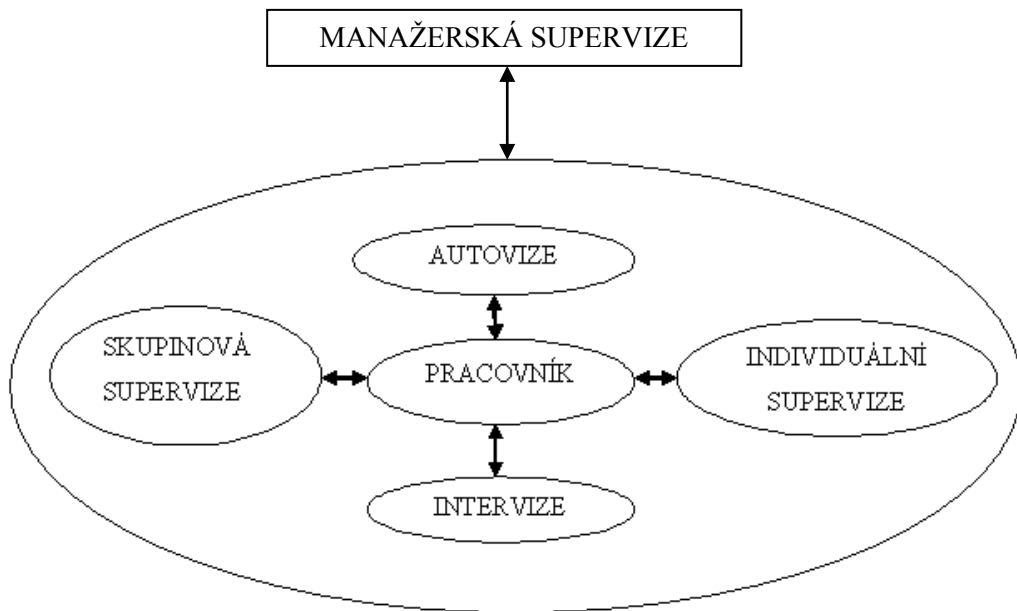 MANAŽERSKÁ SUPERVIZE
AUTOVIZE
SKUPINOVÁ
SUPERVIZE
PRACOVNÍK
INDIVIDUÁLNÍ
SUPERVIZE
INTERVIZE